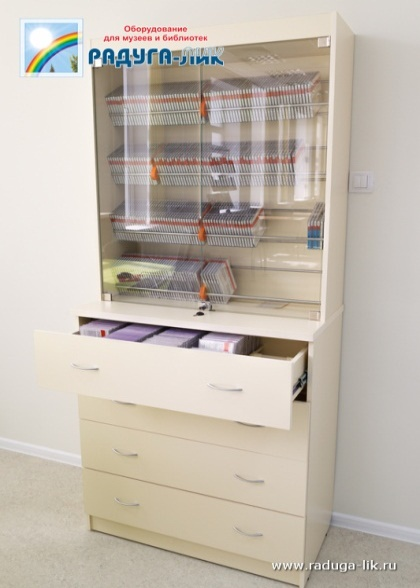 Оборудование
для музеев и библиотек
РАДУГА-ЛИК
www.raduga-lik.ru